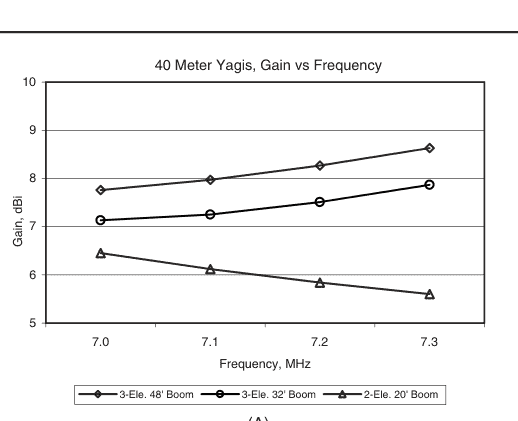 40 Meter Yagis, Gain vs Frequency
10
9
8
7
6
5
Gain, dBi
7.0 7.1 7.2 7.3
Frequency, MHz
3-Ele. 48' Boom 3-Ele. 32' Boom 2-Ele. 20' Boom
(A)